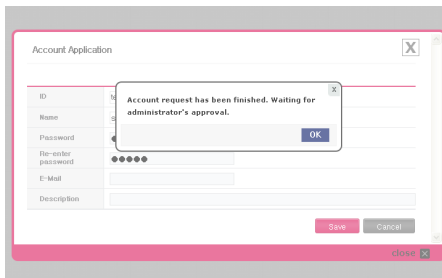 Account Application
X
ID
Name
Password
Re-enter
password
E-Mail
Description
x
Account request has been finished. Waiting for
administrator's approval.
OK
Save
Cancel
close X